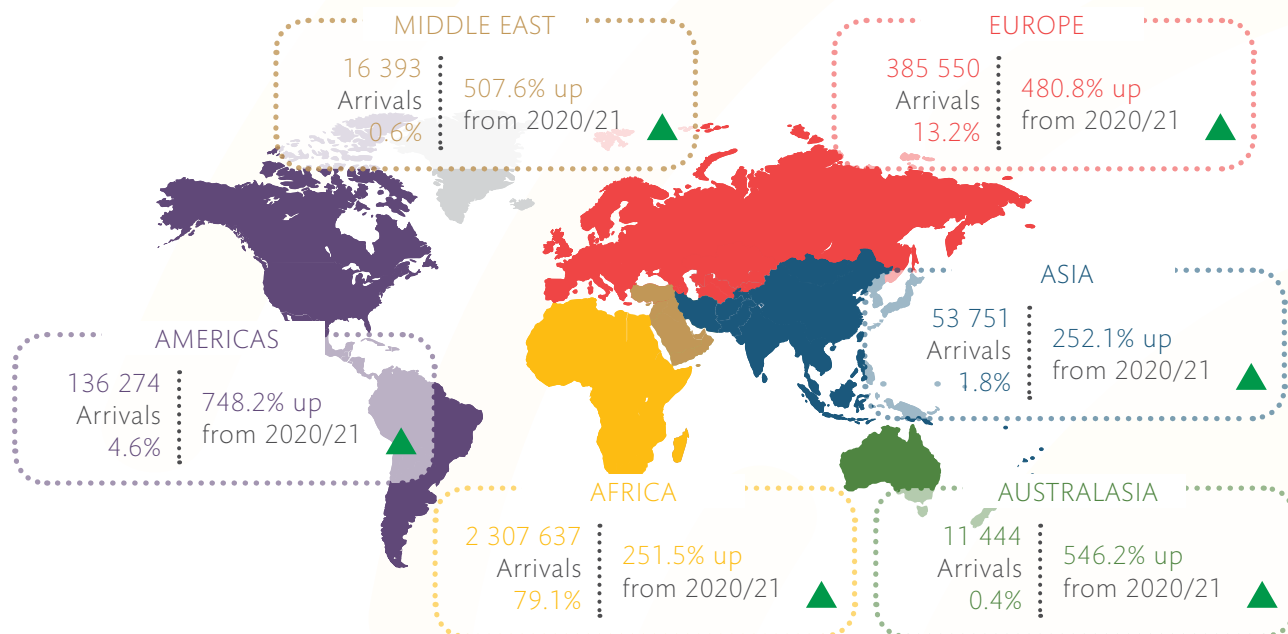 MIDDLE EAST
16 393
Arrivals
0.6%
507.6% up
from 2020/21
EUROPE
385 550
Arrivals
13.2%
480.8% up
from 2020/21
ASIA
53 751
Arrivals
1.8%
252.1% up
from 2020/21
AMERICAS
136 274
Arrivals
4.6%
748.2% up
from 2020/21
AFRICA
2 307 637
Arrivals
79.1%
251.5% up
from 2020/21
AUSTRALASIA
11 444
Arrivals
0.4%
546.2% up
from 2020/21